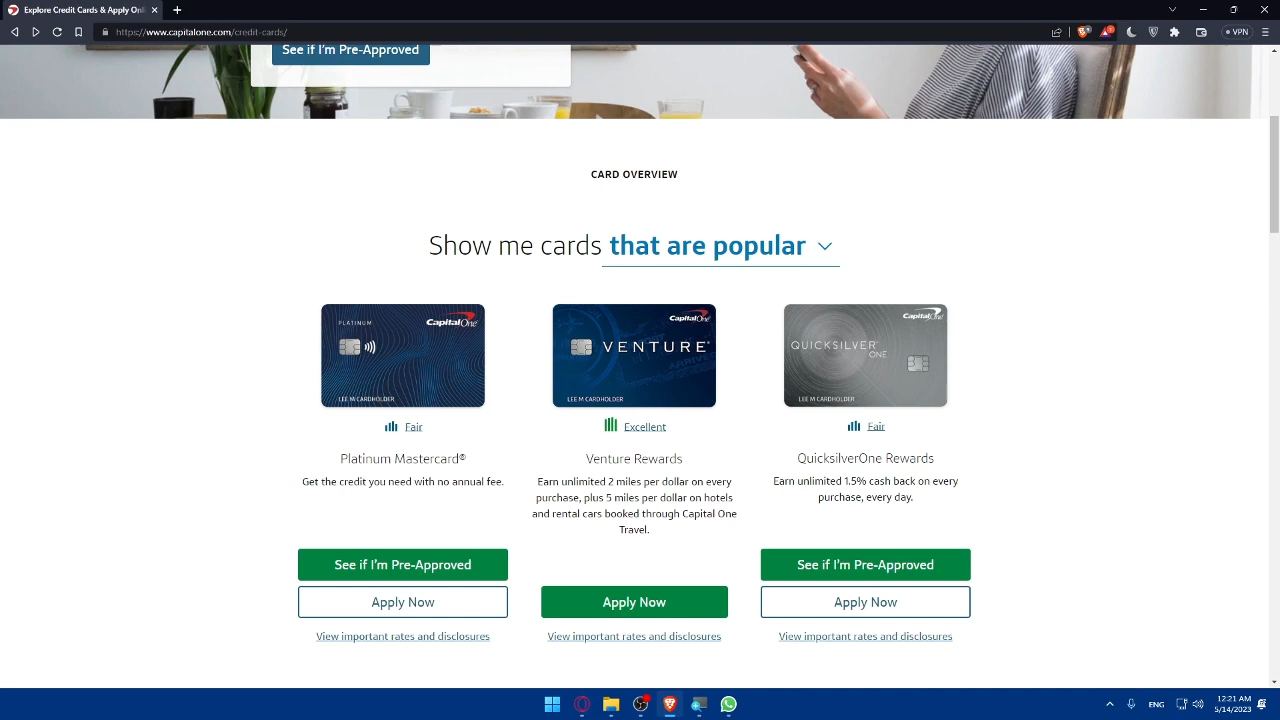 Explore Credit Cards & Apply Onl
https://www.capitalone.com/credit-cards/
VPN
See if I'm Pre-Approved
CARD OVERVIEW
Show me cards that are popular
PLATINUM
CapitalOne
LEE M CARDHOLDER
CapitalOne
VENTURE
LEE M CARDHOLDER
CapitalOne
QUICKSILVER
ONE
LEE M CARDHOLDER
Fair
Excellent
Fair
Platinum Mastercard®
Venture Rewards
QuicksilverOne Rewards
Get the credit you need with no annual fee.
Earn unlimited 2 miles per dollar on every
purchase, plus 5 miles per dollar on hotels
and rental cars booked through Capital One
Travel.
Earn unlimited 1.5% cash back on every
purchase, every day.
See if I'm Pre-Approved
See if I'm Pre-Approved
Apply Now
Apply Now
Apply Now
View important rates and disclosures
View important rates and disclosures
View important rates and disclosures
ENG
12:21 AM
5/14/2023